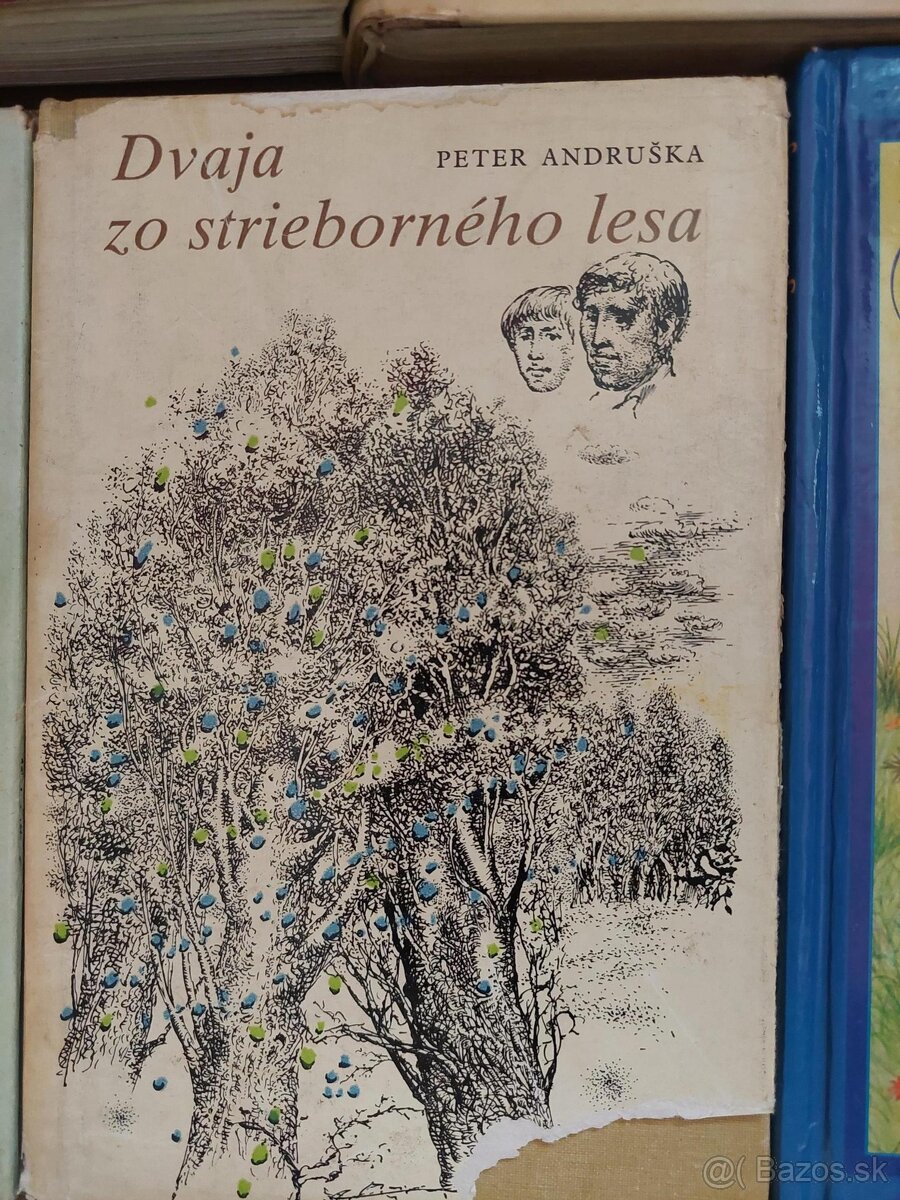 Dvaja
PETER ANDRUŠKA
zo strieborného lesa
@( Bazos.sk